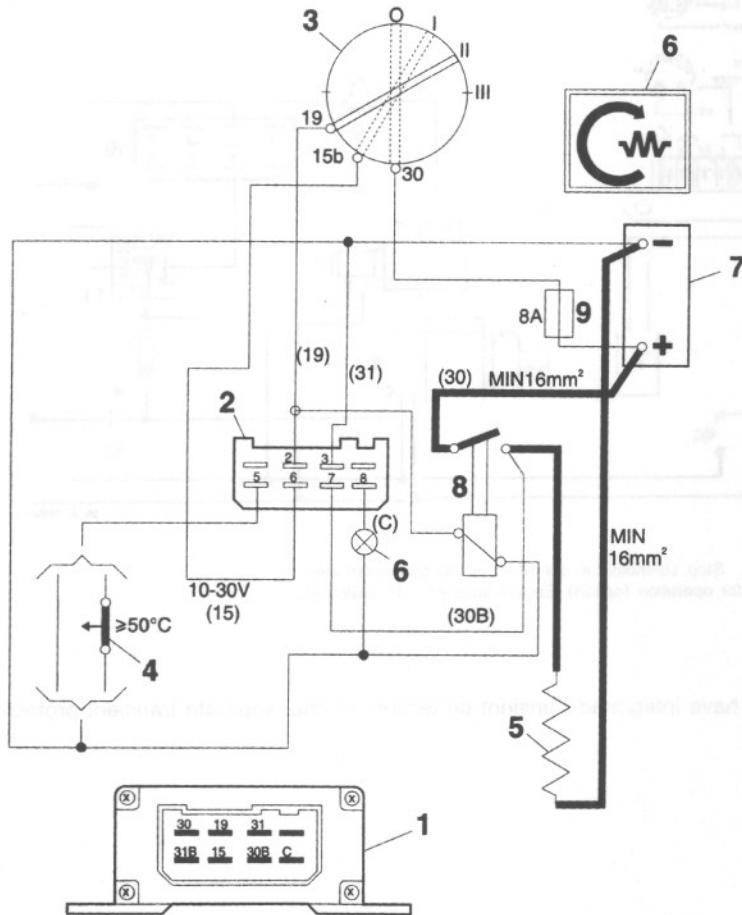 3
O
I
II
III
19
15b
30
6
-
7
8A
9
+
(19)
(31)
(30) MIN16mm²
2
2 3
5 6 7 8
8
(C)
6
MIN
16mm²
10-30V
(15)
(30B)
≥50°C
4
5
1
30 19 31
31B 15 30B C